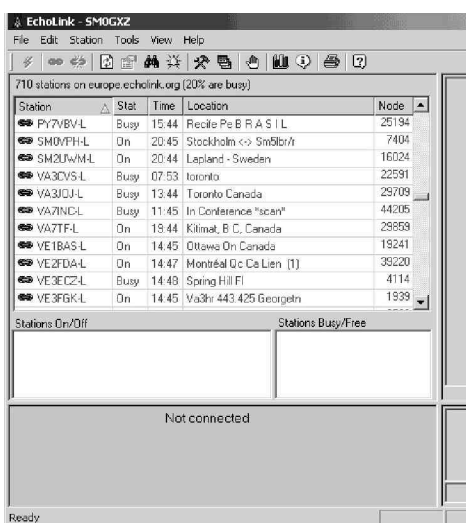 EchoLink - SM0GXZ
File Edit Station Tools View Help
710 stations on europe.echolink.org (20% are busy)
Station Stat Time Location Node
PY7VBV-L Busy 15:44 Recife Pe B R A S I L 25194
SM0VPH-L On 20:45 Stockholm <-> Sm5lbr/r 7404
SM2UWM-L On 20:44 Lapland - Sweden 16024
VA3CVS-L Busy 07:53 toronto 22591
VA3JOJ-L Busy 13:44 Toronto Canada 29709
VA7INC-L Busy 11:45 In Conference *scan* 44205
VA7TF-L On 19:44 Kitimat, B C, Canada 29859
VE1BAS-L On 14:45 Ottawa On Canada 19241
VE2FDA-L On 14:47 Montréal Qc Ca Lien [1] 39220
VE3ECZ-L Busy 14:48 Spring Hill Fl 4114
VE3FGK-L On 14:45 Va3hr 443.425 Georgetn 1939
Stations On/Off Stations Busy/Free
Not connected
Ready